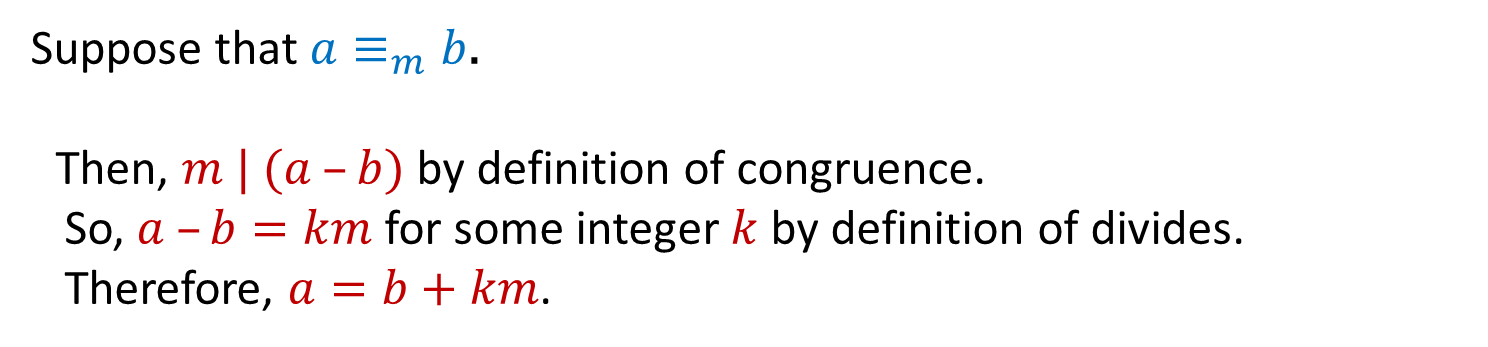 Suppose that a ≡ₘ b.
Then, m | (a – b) by definition of congruence.
So, a – b = km for some integer k by definition of divides.
Therefore, a = b + km.